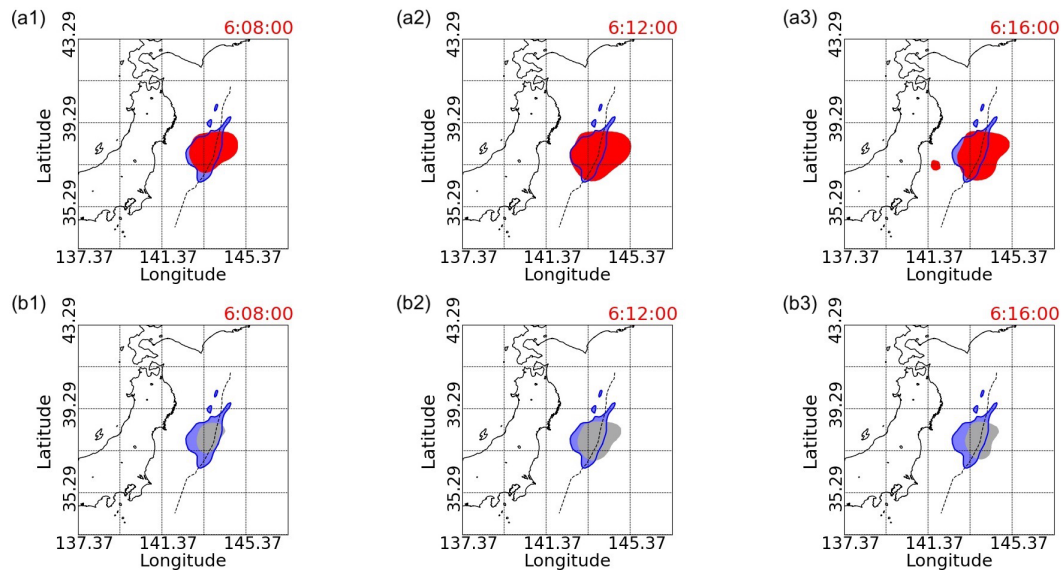 (a1)
6:08:00
43.29
39.29
35.29
Latitude
137.37 141.37 145.37
Longitude
(a2)
6:12:00
43.29
39.29
35.29
Latitude
137.37 141.37 145.37
Longitude
(a3)
6:16:00
43.29
39.29
35.29
Latitude
137.37 141.37 145.37
Longitude
(b1)
6:08:00
43.29
39.29
35.29
Latitude
137.37 141.37 145.37
Longitude
(b2)
6:12:00
43.29
39.29
35.29
Latitude
137.37 141.37 145.37
Longitude
(b3)
6:16:00
43.29
39.29
35.29
Latitude
137.37 141.37 145.37
Longitude